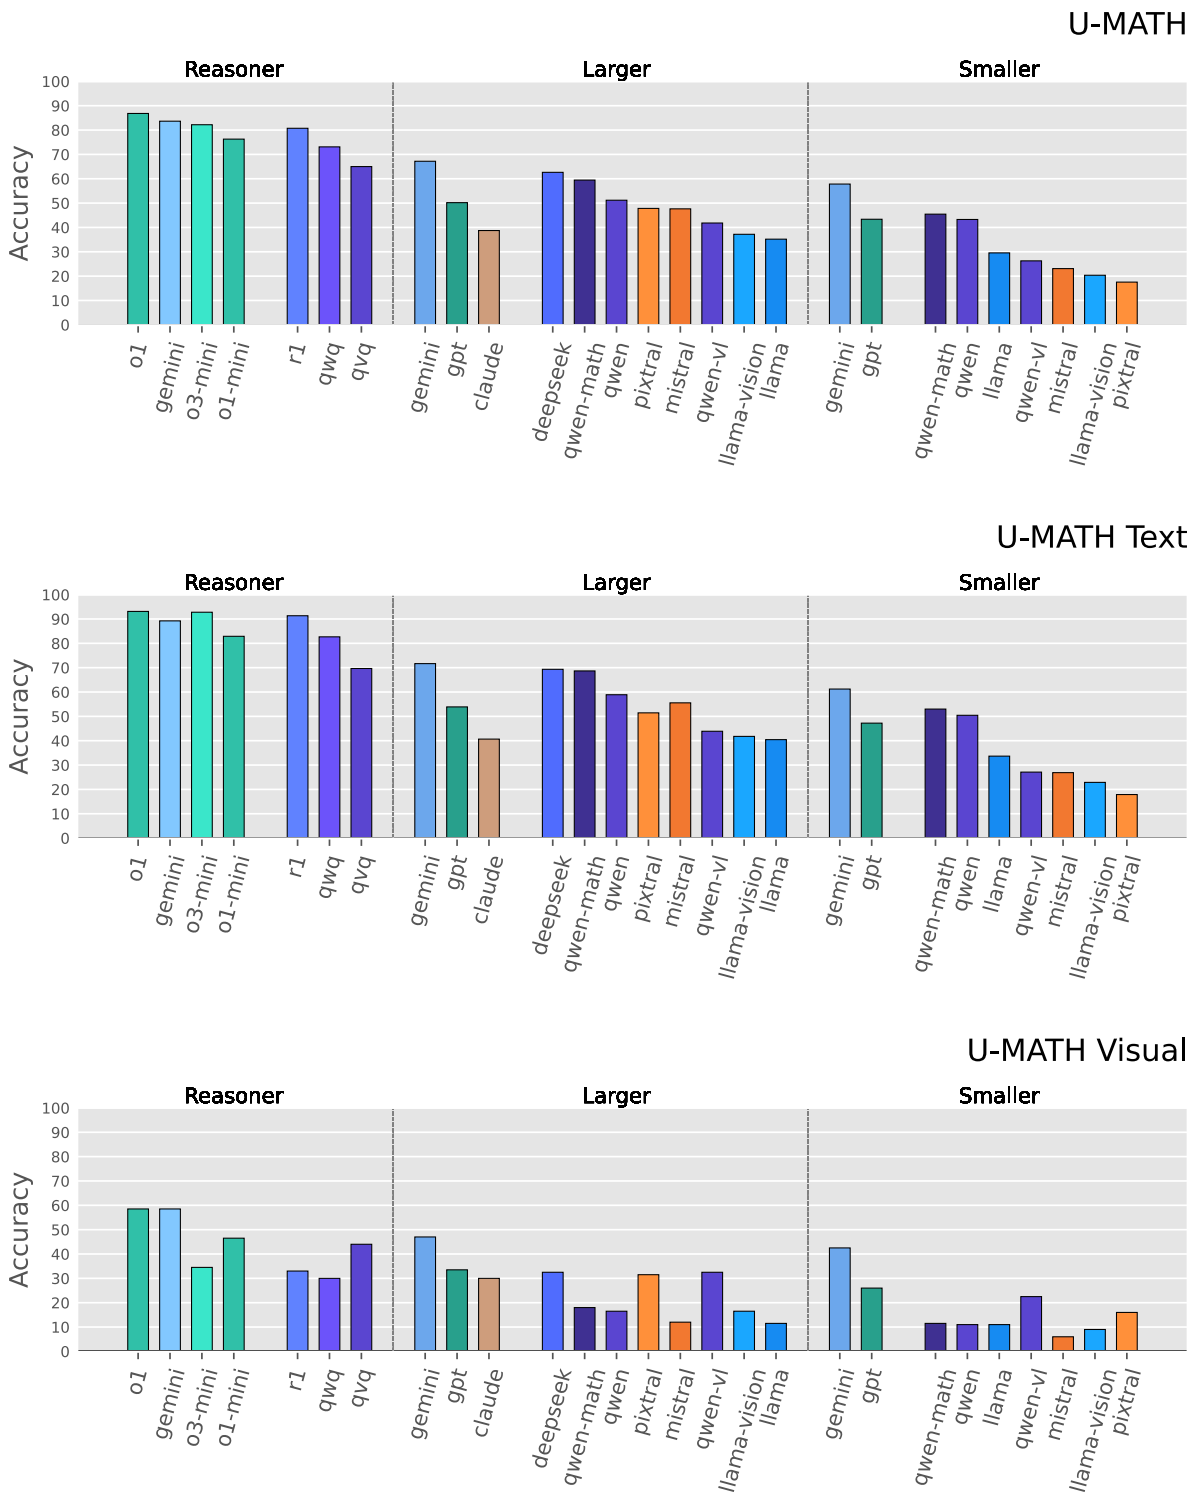 U-MATH
Reasoner Larger Smaller
100
90
80
70
60
50
40
30
20
10
0
Accuracy
o1 gemini o3-mini o1-mini r1 qwq qvq gemini gpt claude deepseek qwen-math qwen pixtral mistral qwen-vl llama-vision llama gemini gpt qwen-math qwen llama qwen-vl mistral llama-vision pixtral
U-MATH Text
Reasoner Larger Smaller
100
90
80
70
60
50
40
30
20
10
0
Accuracy
o1 gemini o3-mini o1-mini r1 qwq qvq gemini gpt claude deepseek qwen-math qwen pixtral mistral qwen-vl llama-vision llama gemini gpt qwen-math qwen llama qwen-vl mistral llama-vision pixtral
U-MATH Visual
Reasoner Larger Smaller
100
90
80
70
60
50
40
30
20
10
0
Accuracy
o1 gemini o3-mini o1-mini r1 qwq qvq gemini gpt claude deepseek qwen-math qwen pixtral mistral qwen-vl llama-vision llama gemini gpt qwen-math qwen llama qwen-vl mistral llama-vision pixtral